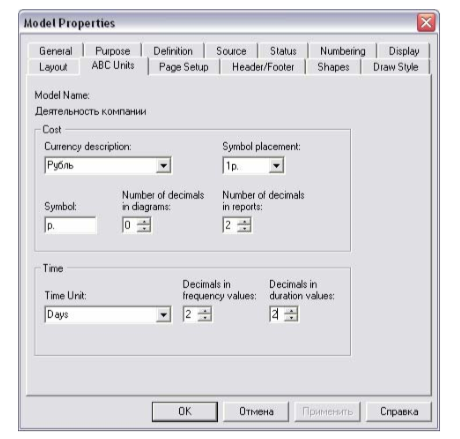 Model Properties
General Purpose Definition Source Status Numbering Display
Layout ABC Units Page Setup Header/Footer Shapes Draw Style
Model Name:
Деятельность компании
Cost
Currency description: Symbol placement:
Рубль 1р.
Number of decimals Number of decimals
Symbol: in diagrams: in reports:
р. 0 2
Time
Decimals in Decimals in
Time Unit: frequency values: duration values:
Days 2 2
OK Отмена Применить Справка